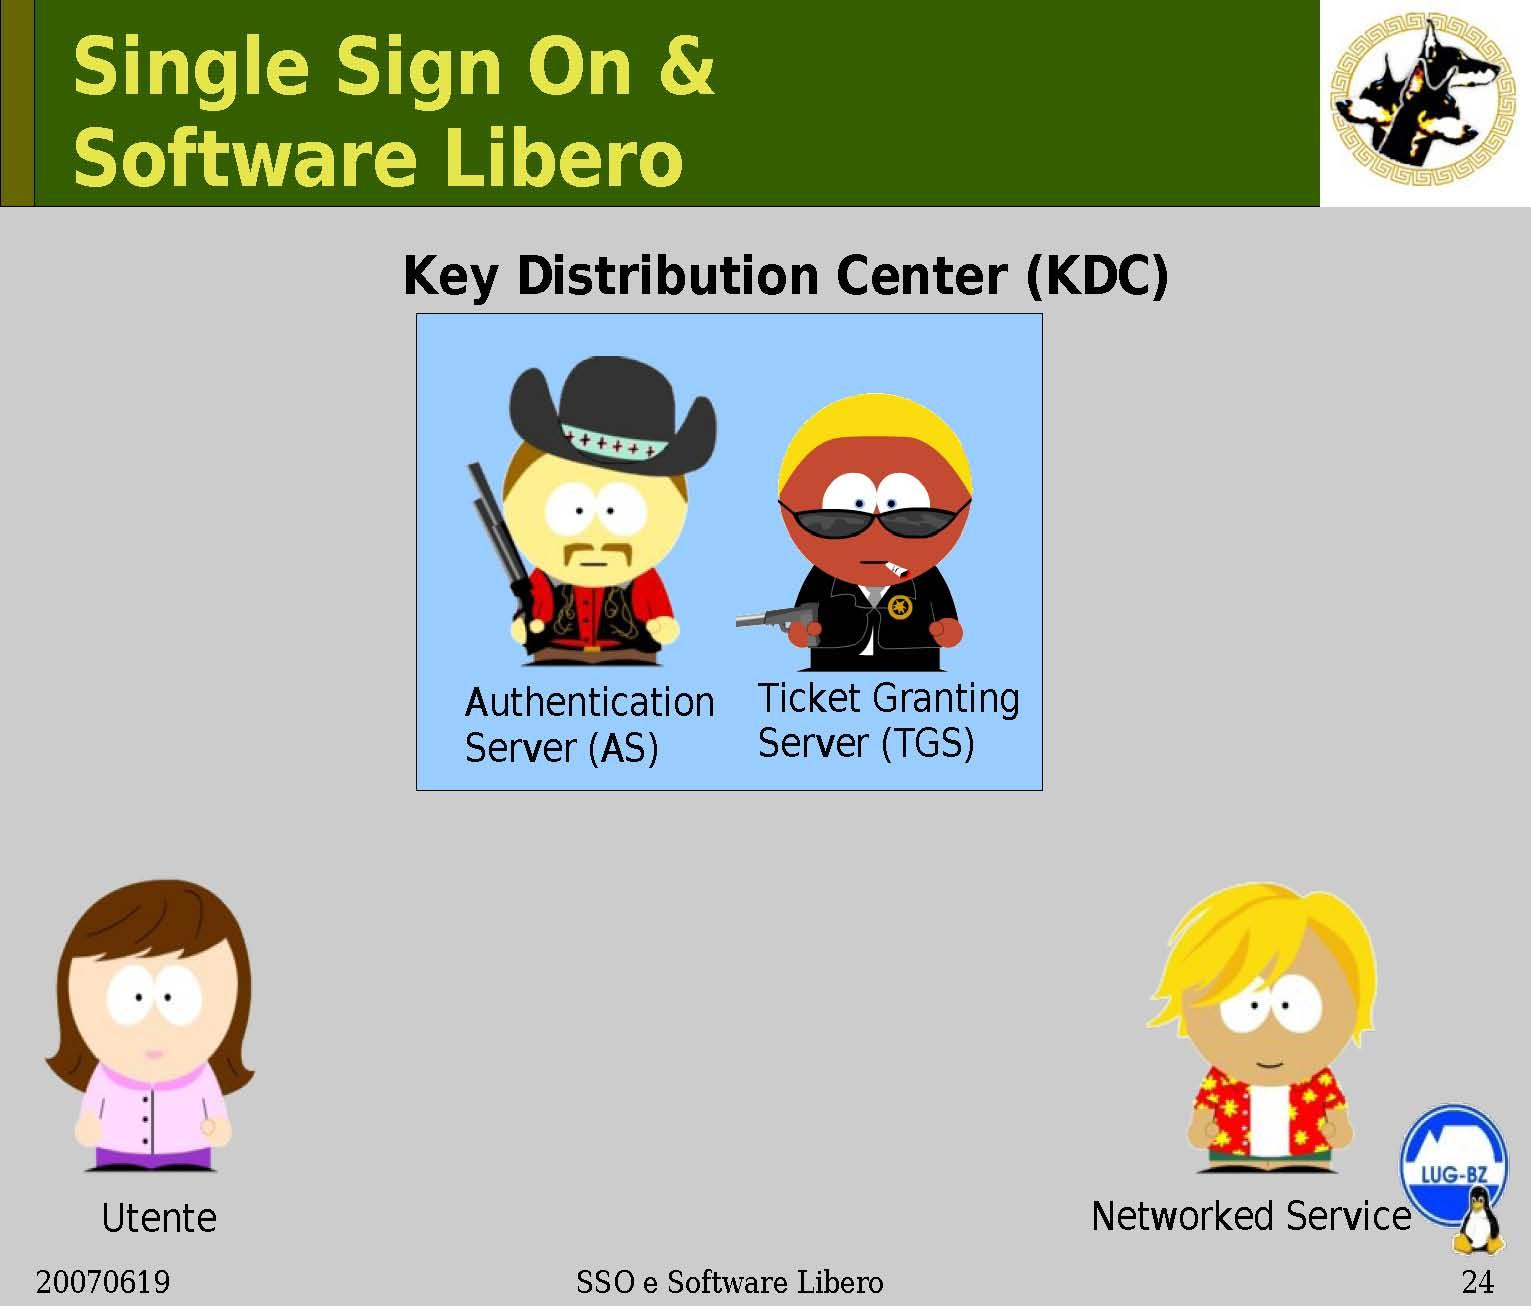 Single Sign On &
Software Libero
Key Distribution Center (KDC)
Authentication
Server (AS)
Ticket Granting
Server (TGS)
Utente
Networked Service
LUG-BZ
20070619
SSO e Software Libero
24